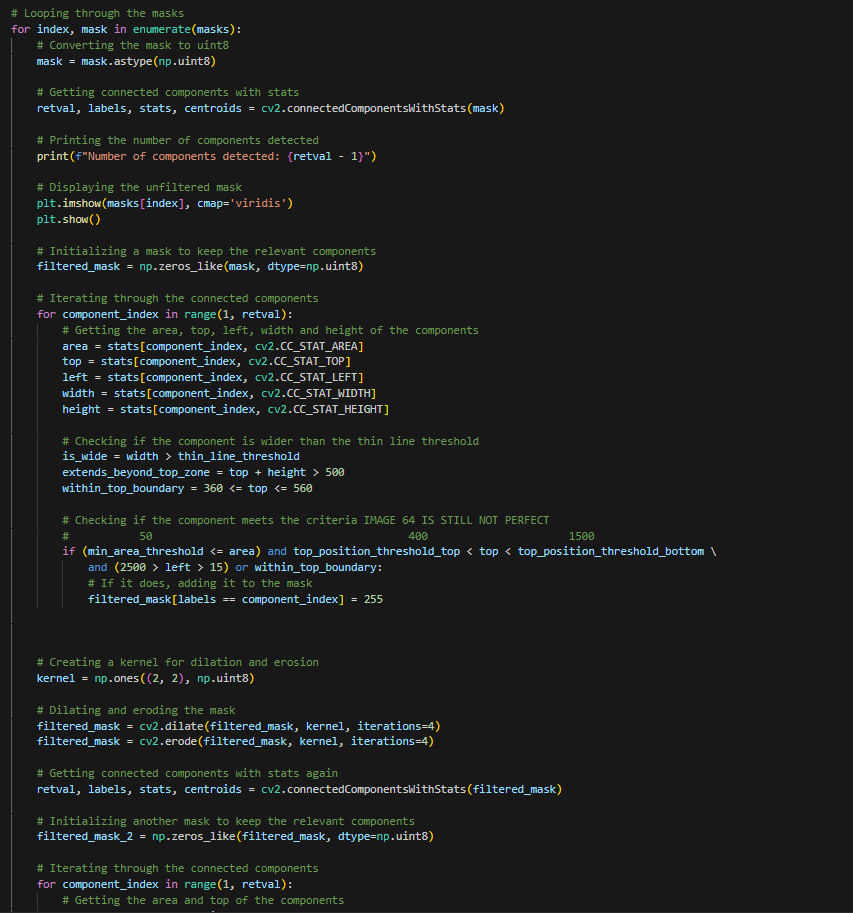 # Looping through the masks
for index, mask in enumerate(masks):
    # Converting the mask to uint8
    mask = mask.astype(np.uint8)

    # Getting connected components with stats
    retval, labels, stats, centroids = cv2.connectedComponentsWithStats(mask)

    # Printing the number of components detected
    print(f"Number of components detected: {retval - 1}")

    # Displaying the unfiltered mask
    plt.imshow(masks[index], cmap='viridis')
    plt.show()

    # Initializing a mask to keep the relevant components
    filtered_mask = np.zeros_like(mask, dtype=np.uint8)

    # Iterating through the connected components
    for component_index in range(1, retval):
        # Getting the area, top, left, width and height of the components
        area = stats[component_index, cv2.CC_STAT_AREA]
        top = stats[component_index, cv2.CC_STAT_TOP]
        left = stats[component_index, cv2.CC_STAT_LEFT]
        width = stats[component_index, cv2.CC_STAT_WIDTH]
        height = stats[component_index, cv2.CC_STAT_HEIGHT]

        # Checking if the component is wider than the thin line threshold
        is_wide = width > thin_line_threshold
        extends_beyond_top_zone = top + height > 500
        within_top_boundary = 360 <= top <= 560

        # Checking if the component meets the criteria IMAGE 64 IS STILL NOT PERFECT
        #           50                                        400                      1500
        if (min_area_threshold <= area) and top_position_threshold_top < top < top_position_threshold_bottom \
            and (2500 > left > 15) or within_top_boundary:
            # If it does, adding it to the mask
            filtered_mask[labels == component_index] = 255

    # Creating a kernel for dilation and erosion
    kernel = np.ones((2, 2), np.uint8)

    # Dilating and eroding the mask
    filtered_mask = cv2.dilate(filtered_mask, kernel, iterations=4)
    filtered_mask = cv2.erode(filtered_mask, kernel, iterations=4)

    # Getting connected components with stats again
    retval, labels, stats, centroids = cv2.connectedComponentsWithStats(filtered_mask)

    # Initializing another mask to keep the relevant components
    filtered_mask_2 = np.zeros_like(filtered_mask, dtype=np.uint8)

    # Iterating through the connected components
    for component_index in range(1, retval):
        # Getting the area and top of the components